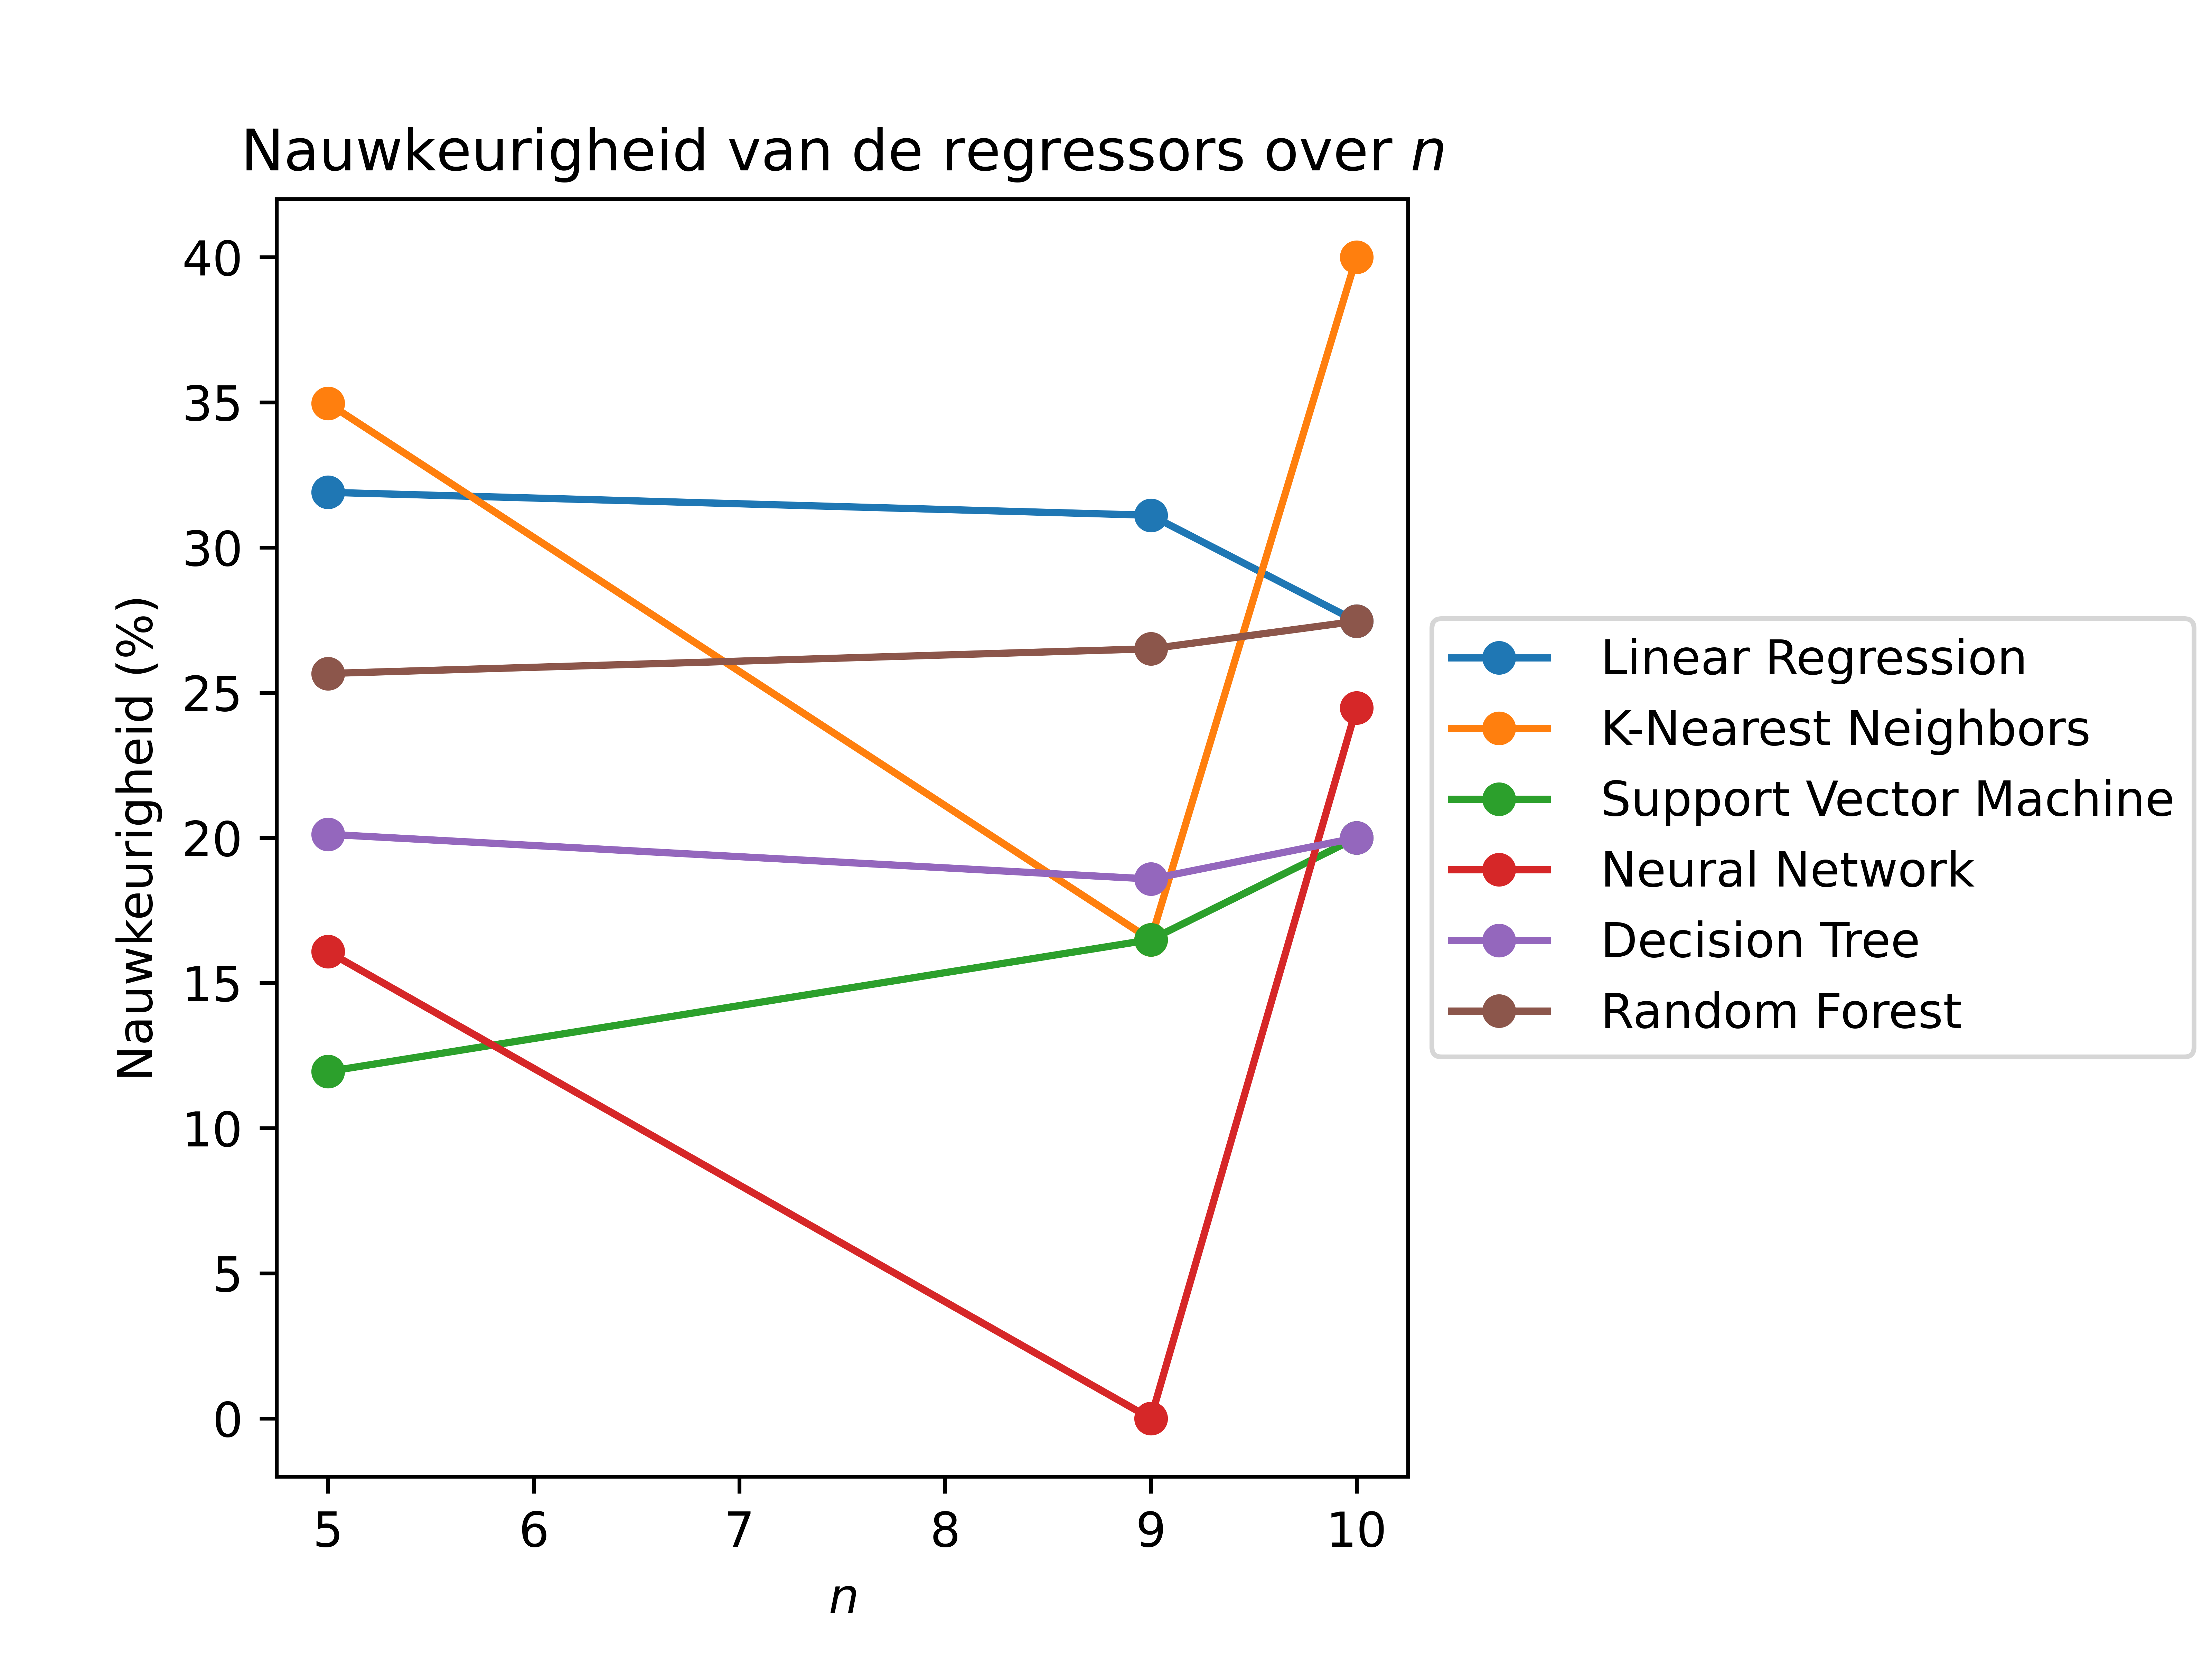 Nauwkeurigheid van de regressors over n
Nauwkeurigheid (%)
40
35
30
25
20
15
10
5
0
5 6 7 8 9 10
n
Linear Regression
K-Nearest Neighbors
Support Vector Machine
Neural Network
Decision Tree
Random Forest